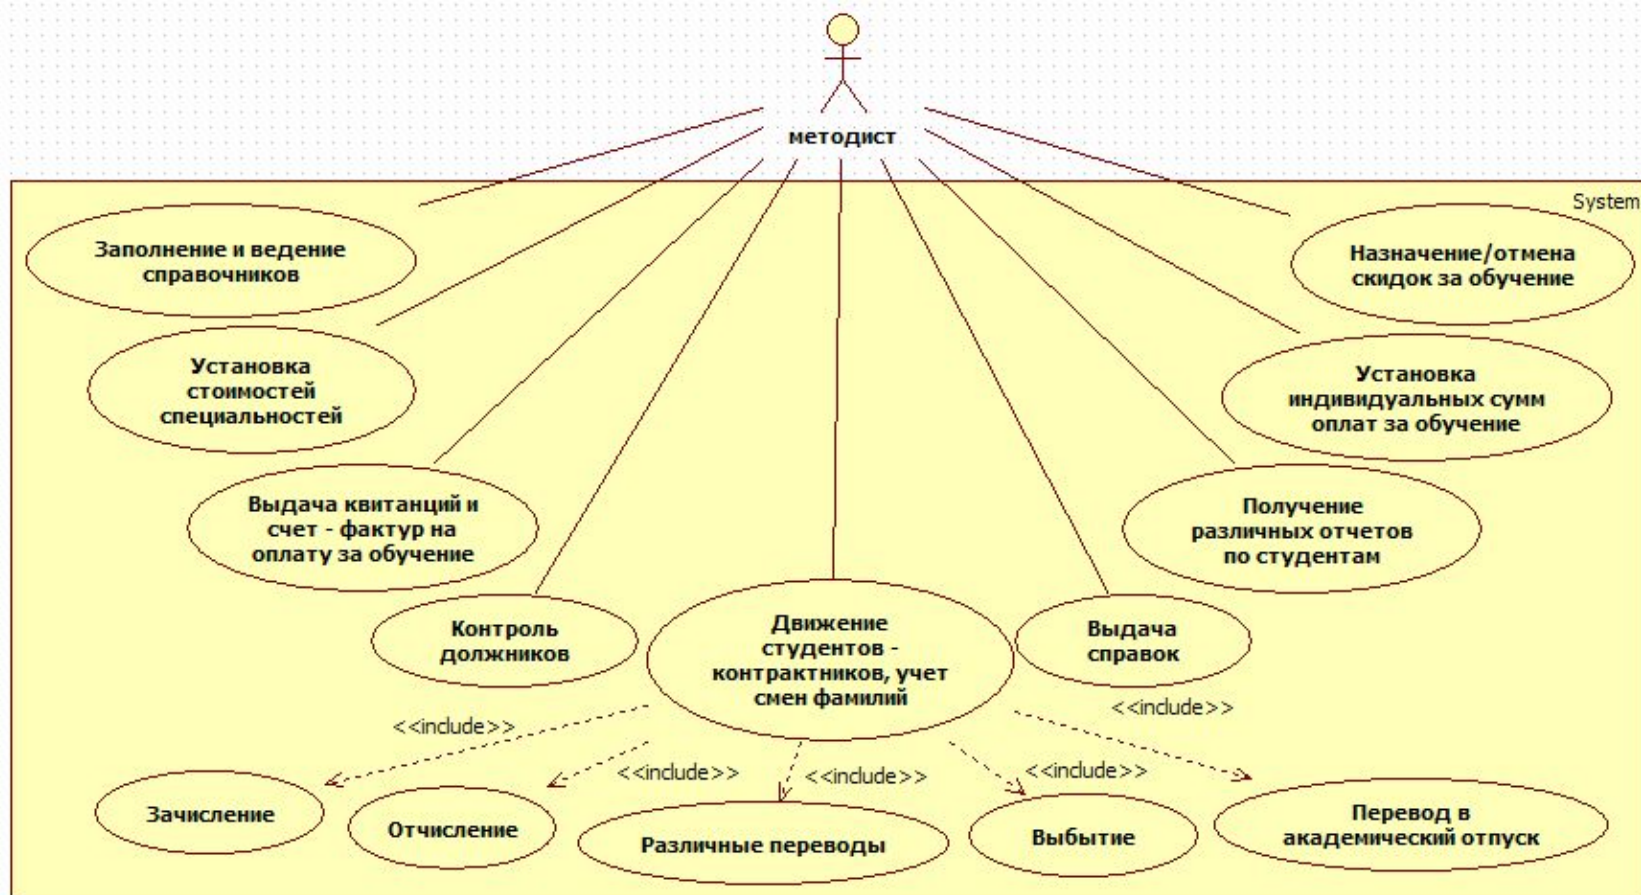 методист
System
Заполнение и ведение
справочников
Назначение/отмена
скидок за обучение
Установка
стоимостей
специальностей
Установка
индивидуальных сумм
оплат за обучение
Выдача квитанций и
счет - фактур на
оплату за обучение
Получение
различных отчетов
по студентам
Контроль
должников
Движение
студентов -
контрактников, учет
смен фамилий
Выдача
справок
<<include>>
<<include>>
<<include>>
<<include>>
<<include>>
Зачисление
Отчисление
Различные переводы
Выбытие
Перевод в
академический отпуск